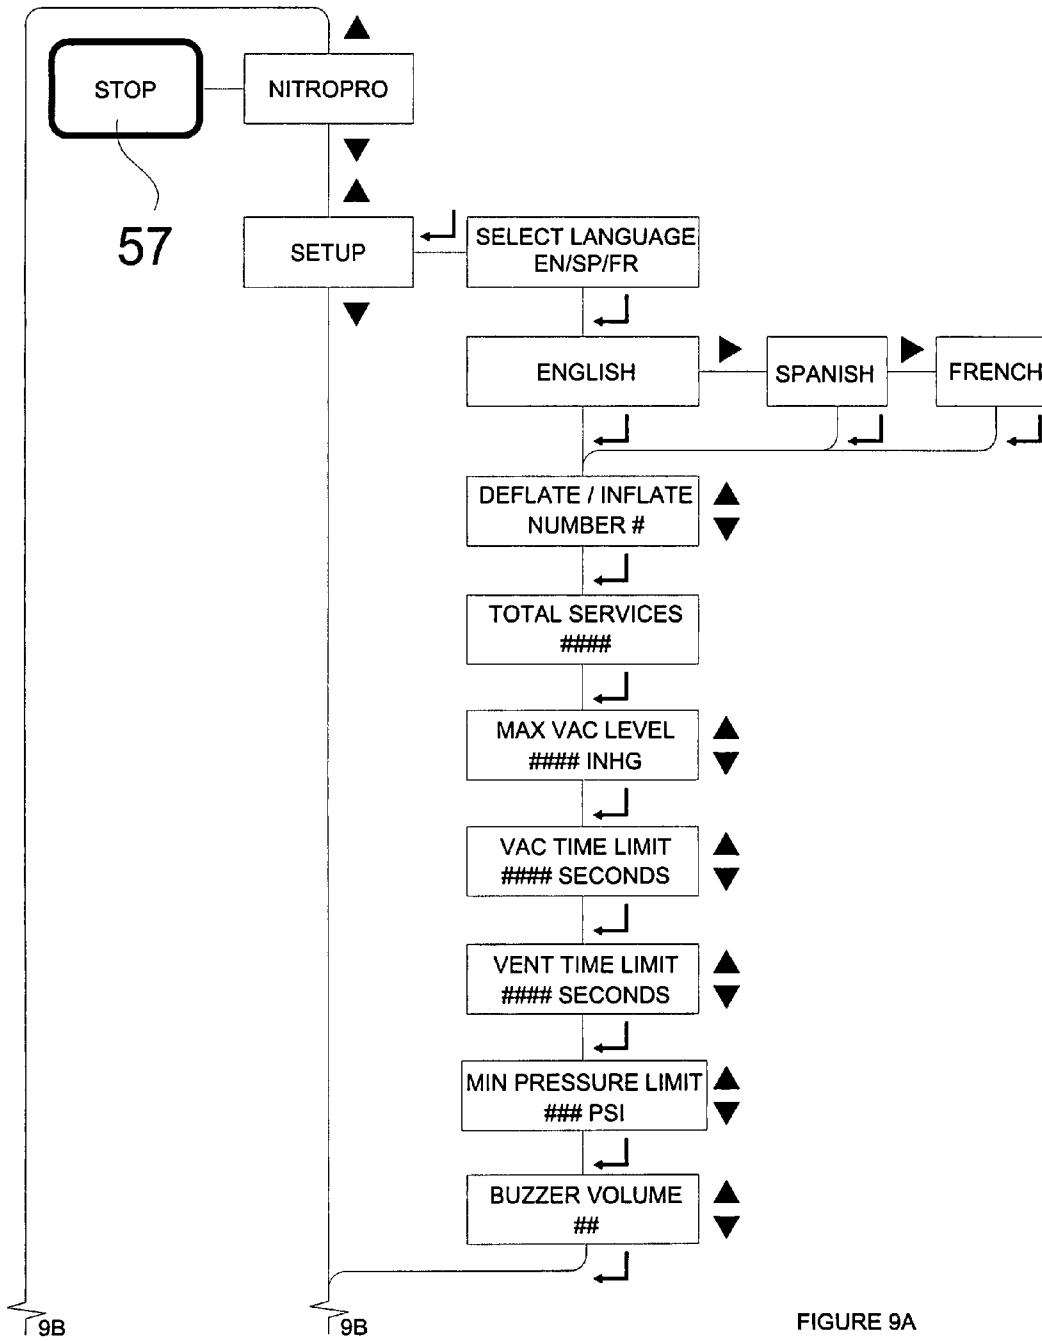 STOP
NITROPRO
57
SETUP
SELECT LANGUAGE
EN/SP/FR
ENGLISH
SPANISH
FRENCH
DEFLATE / INFLATE
NUMBER #
TOTAL SERVICES
####
MAX VAC LEVEL
#### INHG
VAC TIME LIMIT
#### SECONDS
VENT TIME LIMIT
#### SECONDS
MIN PRESSURE LIMIT
### PSI
BUZZER VOLUME
##
9B
9B
FIGURE 9A